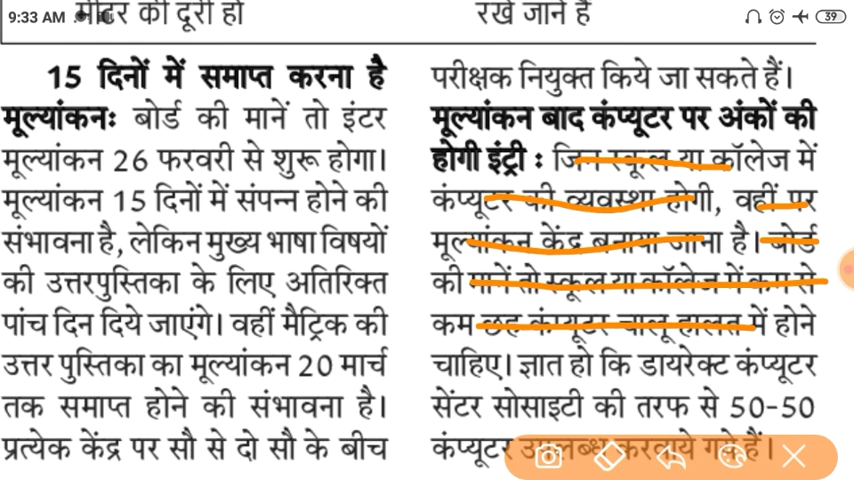 9:33 AM
39
मीटर की दूरी हो
15 दिनों में समाप्त करना है
मूल्यांकनः बोर्ड की मानें तो इंटर
मूल्यांकन 26 फरवरी से शुरू होगा।
मूल्यांकन 15 दिनों में संपन्न होने की
संभावना है, लेकिन मुख्य भाषा विषयों
की उत्तरपुस्तिका के लिए अतिरिक्त
पांच दिन दिये जाएंगे। वहीं मैट्रिक की
उत्तर पुस्तिका का मूल्यांकन 20 मार्च
तक समाप्त होने की संभावना है।
प्रत्येक केंद्र पर सौ से दो सौ के बीच
रखे जाने हैं
परीक्षक नियुक्त किये जा सकते हैं।
मूल्यांकन बाद कंप्यूटर पर अंकों की
होगी इंट्री : जिन स्कूल या कॉलेज में
कंप्यूटर की व्यवस्था होगी, वहीं पर
मूल्यांकन केंद्र बनाया जाना है। बोर्ड
की मानें तो स्कूल या कॉलेज में कम से
कम छह कंप्यूटर चालू हालत में होने
चाहिए। ज्ञात हो कि डायरेक्ट कंप्यूटर
सेंटर सोसाइटी की तरफ से 50-50
कंप्यूटर उपलब्ध करवाये गये हैं।